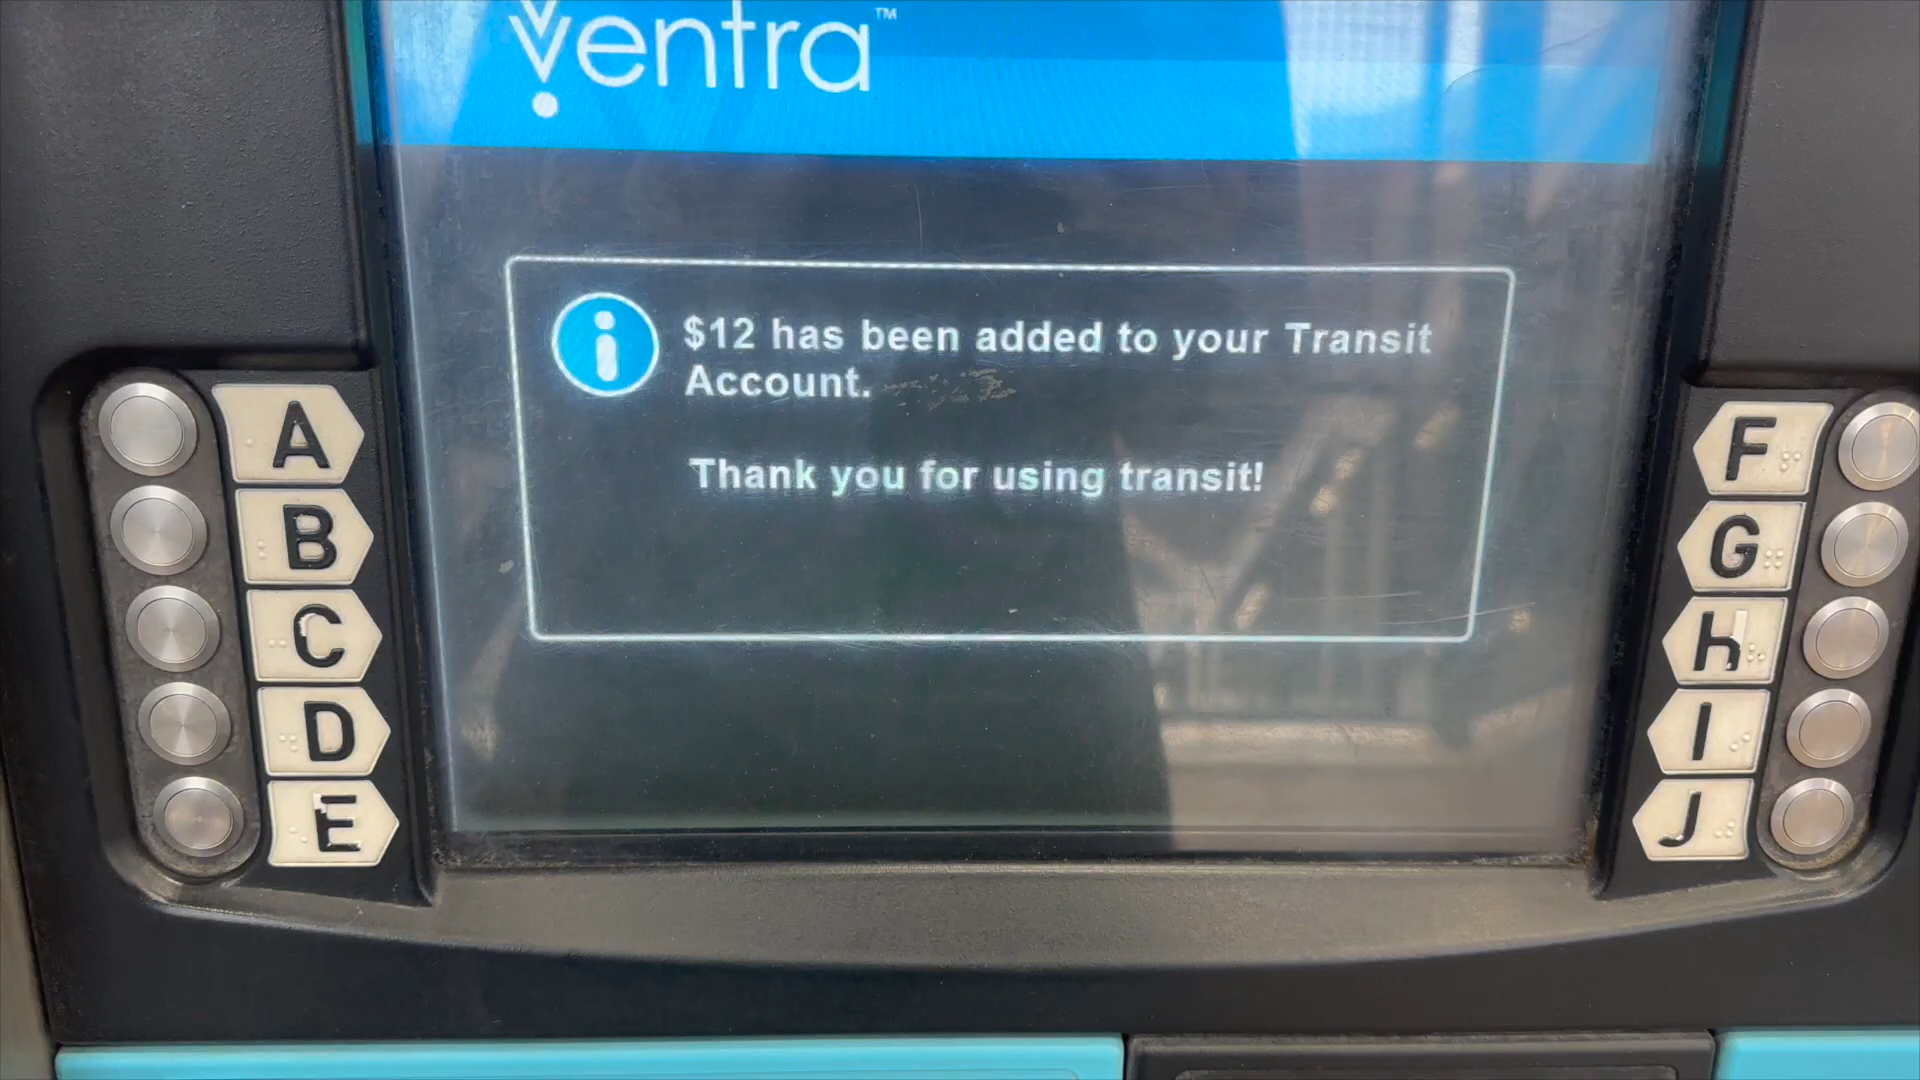 Ventra™
$12 has been added to your Transit
Account.
Thank you for using transit!
A
B
C
D
E
F
G
H
I
J